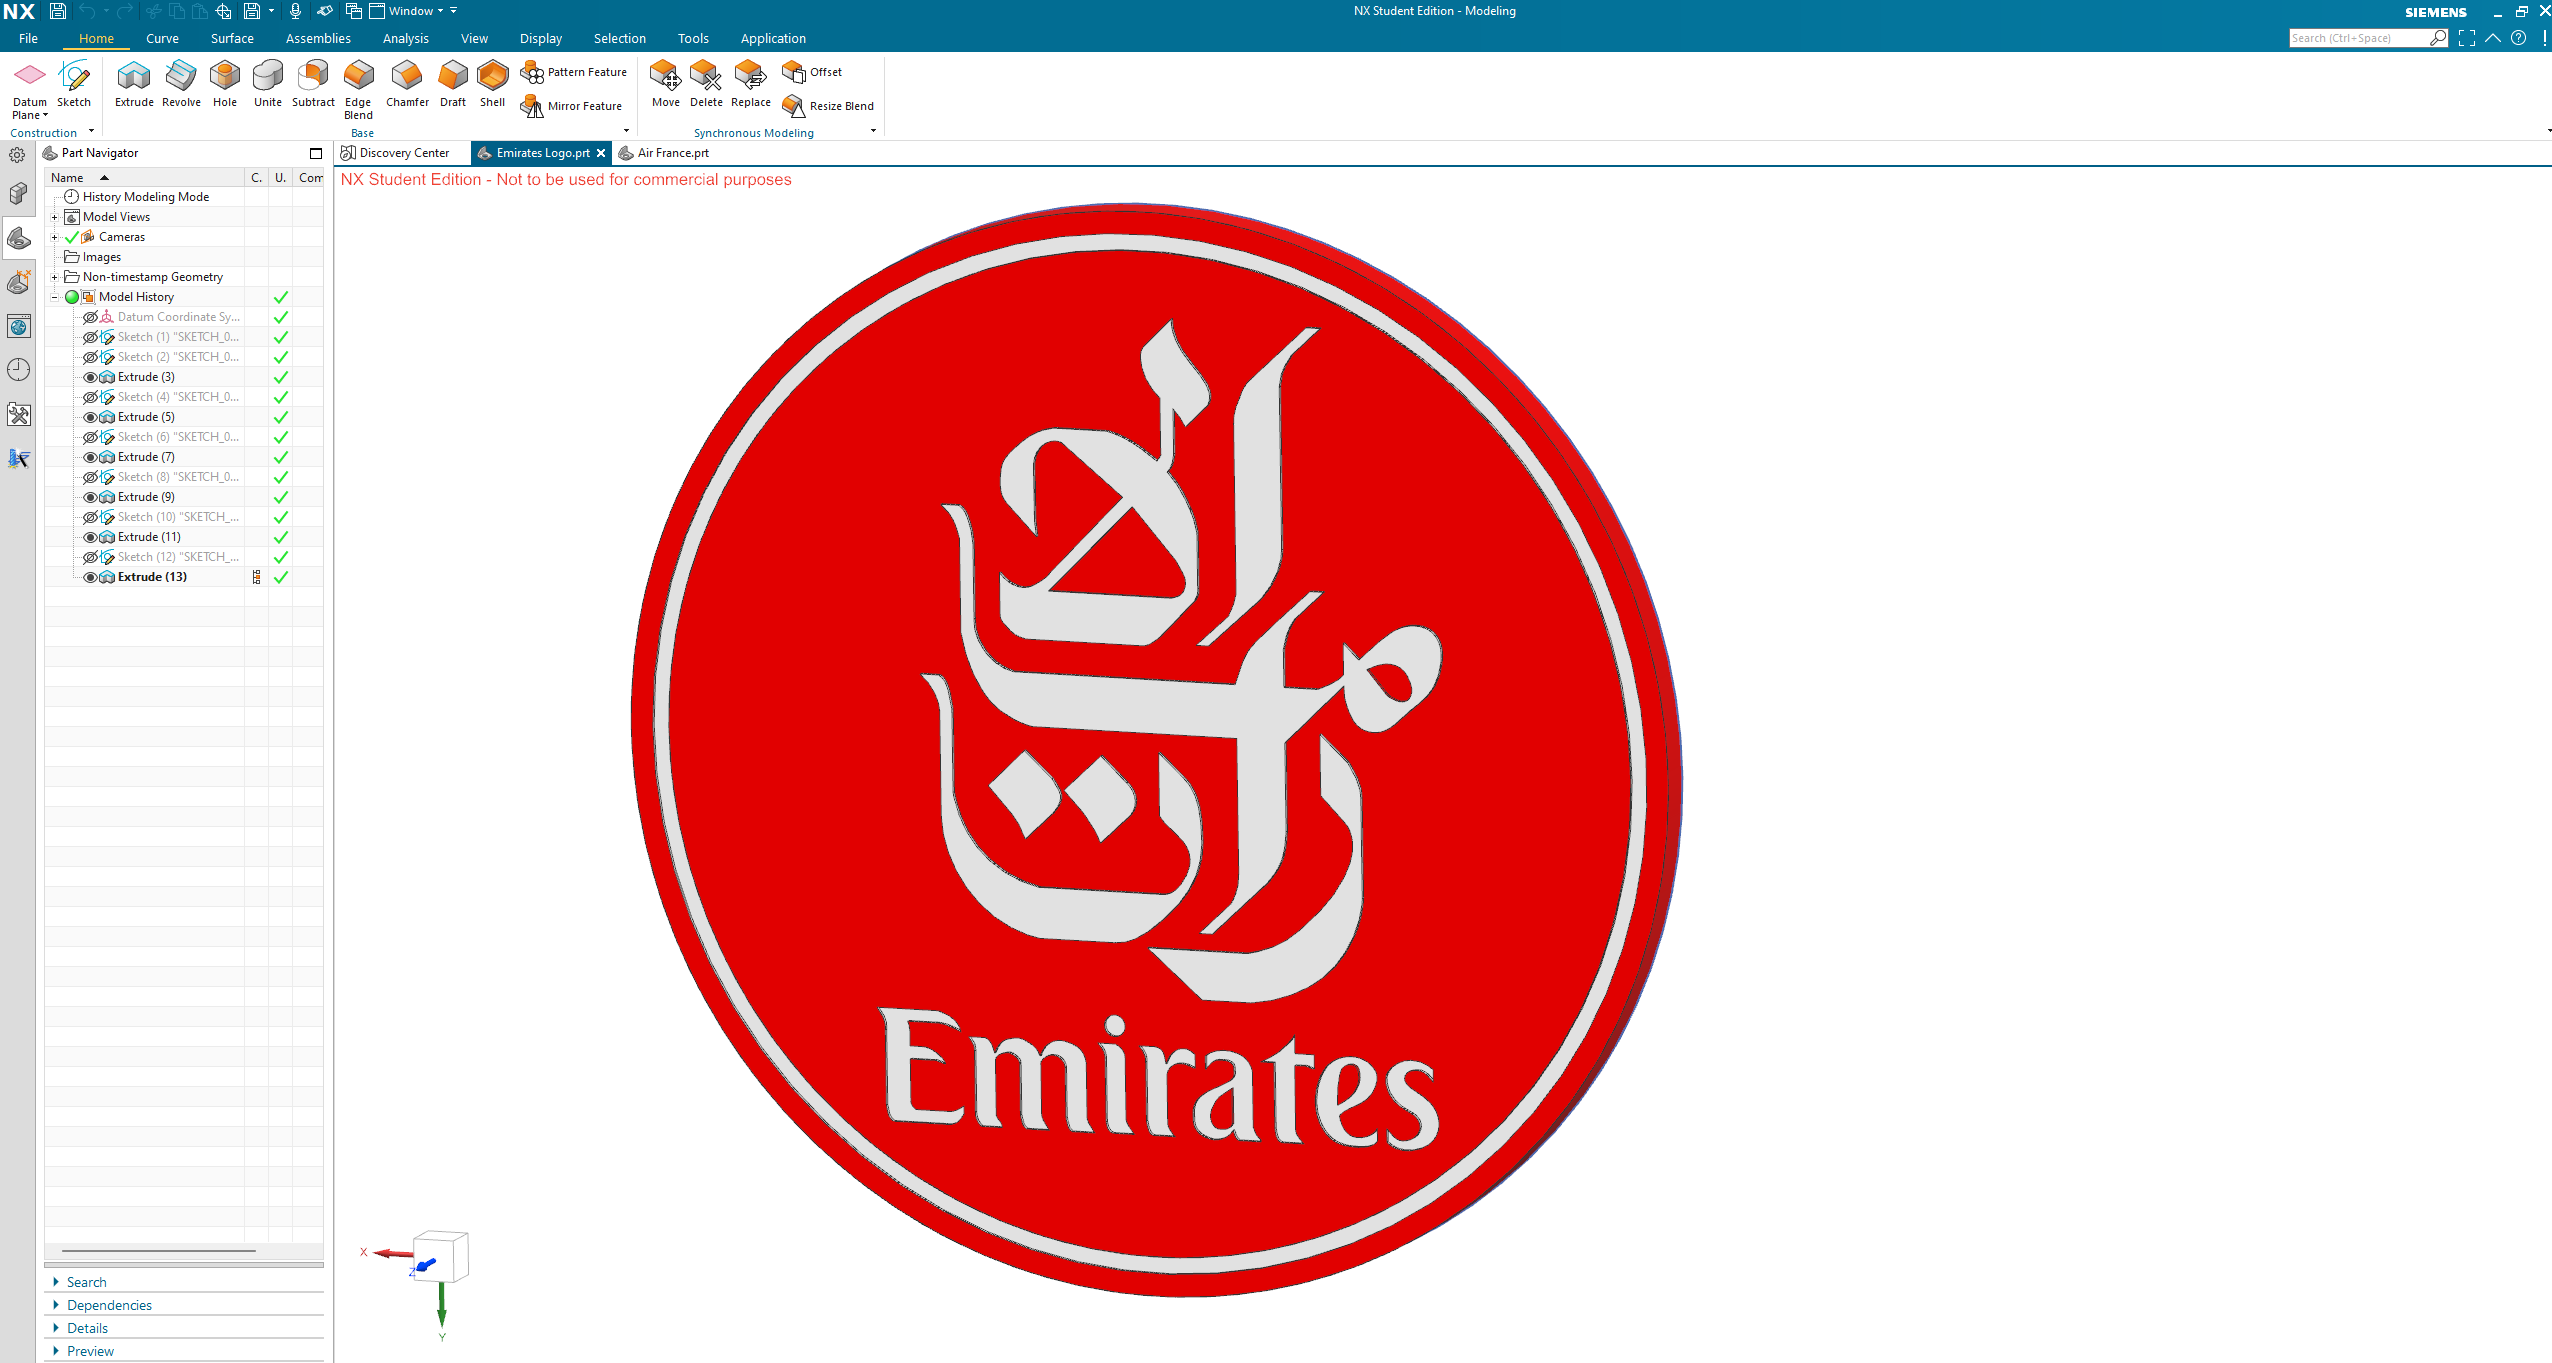 NX
Window
NX Student Edition - Modeling
SIEMENS
File Home Curve Surface Assemblies Analysis View Display Selection Tools Application
Search (Ctrl+Space)
Datum Plane
Sketch
Extrude
Revolve
Hole
Unite
Subtract
Edge Blend
Chamfer
Draft
Shell
Pattern Feature
Mirror Feature
Move
Delete
Replace
Offset
Resize Blend
Construction
Base
Synchronous Modeling
Part Navigator
Discovery Center
Emirates Logo.prt
Air France.prt
Name C. U. Com
NX Student Edition - Not to be used for commercial purposes
History Modeling Mode
Model Views
Cameras
Images
Non-timestamp Geometry
Model History
Datum Coordinate Sy...
Sketch (1) "SKETCH_0...
Sketch (2) "SKETCH_0...
Extrude (3)
Sketch (4) "SKETCH_0...
Extrude (5)
Sketch (6) "SKETCH_0...
Extrude (7)
Sketch (8) "SKETCH_0...
Extrude (9)
Sketch (10) "SKETCH_...
Extrude (11)
Sketch (12) "SKETCH_...
Extrude (13)
الإمارات
Emirates
X
Z
Y
Search
Dependencies
Details
Preview